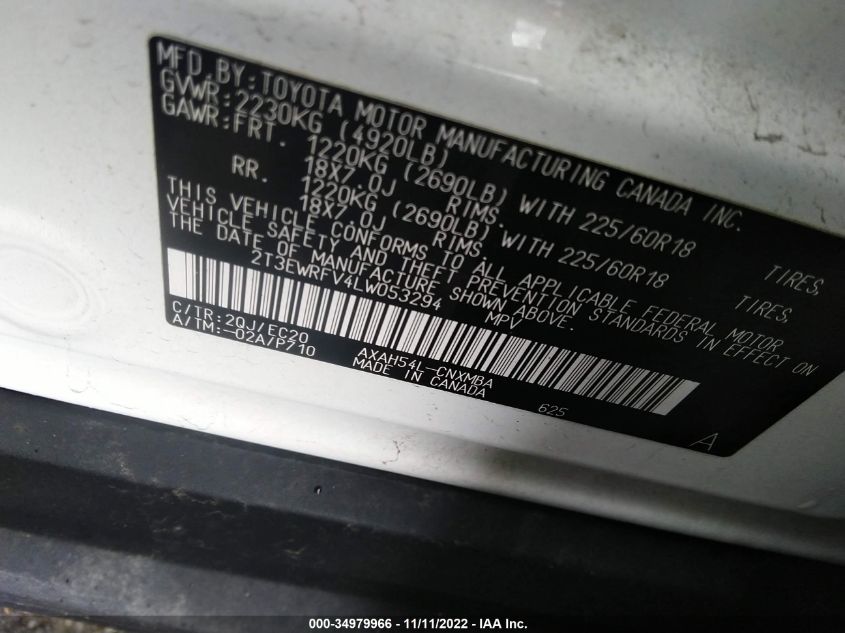 MFD. BY: TOYOTA MOTOR MANUFACTURING CANADA INC.
GVWR: 2230KG (4920LB)
GAWR: FRT. 1220KG (2690LB) WITH 225/60R18 TIRES,
18X7.0J RIMS.
RR. 1220KG (2690LB) WITH 225/60R18 TIRES,
18X7.0J RIMS.
THIS VEHICLE CONFORMS TO ALL APPLICABLE FEDERAL MOTOR
VEHICLE SAFETY AND THEFT PREVENTION STANDARDS IN EFFECT ON
THE DATE OF MANUFACTURE SHOWN ABOVE.
2T3EWRFV4LW053294 MPV
C/TR: 2QJ/EC20 AXAH54L-CNXMBA
A/TM: -02A/P710 MADE IN CANADA 625 A
000-34979966 - 11/11/2022 - IAA Inc.